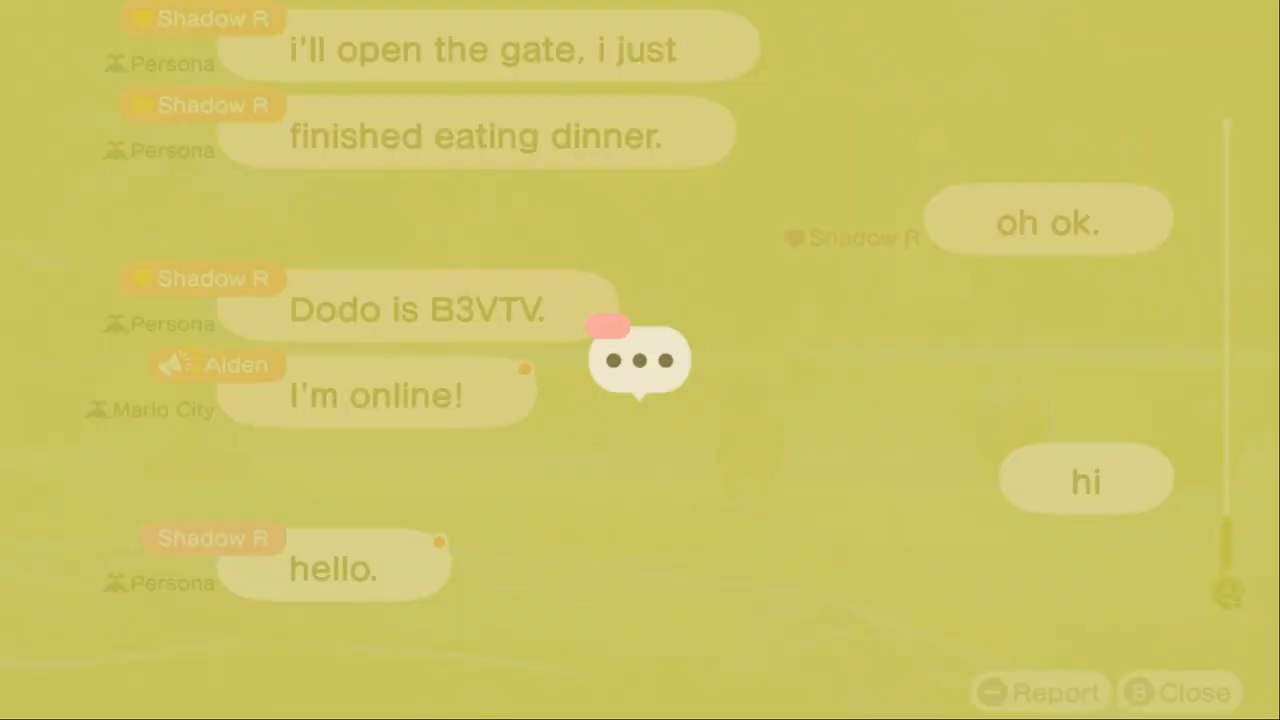 Shadow R
i'll open the gate, i just
Persona
Shadow R
finished eating dinner.
Persona
oh ok.
Shadow R
Shadow R
Dodo is B3VTV.
Persona
Aiden
I'm online!
Mario City
hi
Shadow R
hello.
Persona
Report
B Close